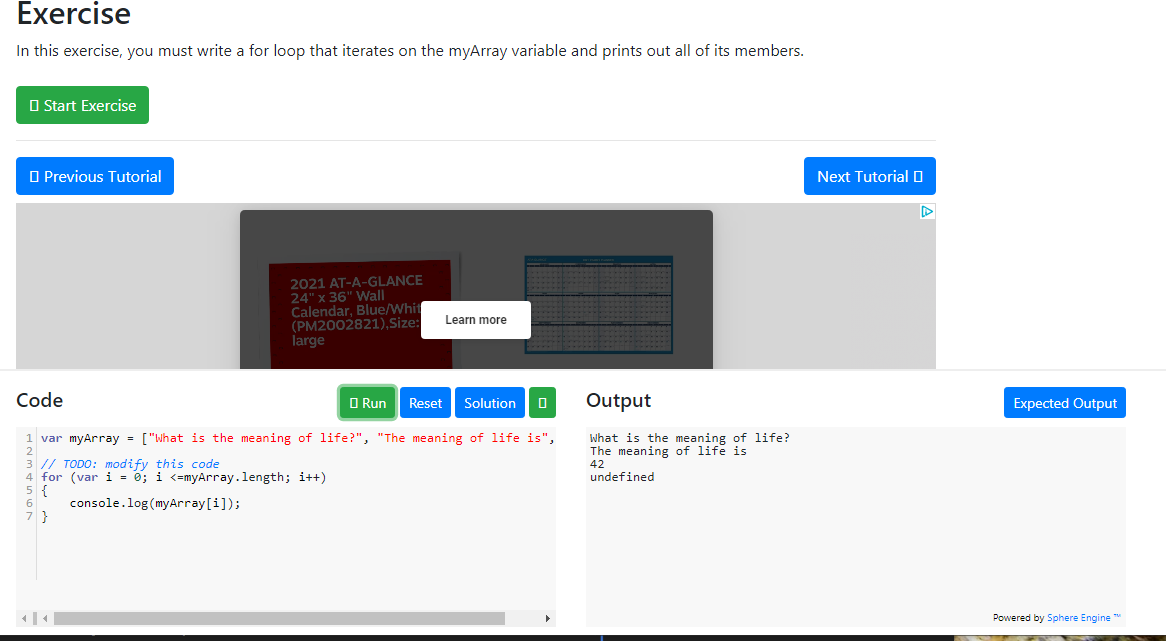 Exercise
In this exercise, you must write a for loop that iterates on the myArray variable and prints out all of its members.
Start Exercise
Previous Tutorial
Next Tutorial
2021 AT-A-GLANCE
24" x 36" Wall
Calendar, Blue/Whit
(PM2002821),Size:
large
Learn more
Code
Run
Reset
Solution
Output
Expected Output
1 var myArray = ["What is the meaning of life?", "The meaning of life is",
2
3 // TODO: modify this code
4 for (var i = 0; i <=myArray.length; i++)
5 {
6     console.log(myArray[i]);
7 }
What is the meaning of life?
The meaning of life is
42
undefined
Powered by Sphere Engine ™